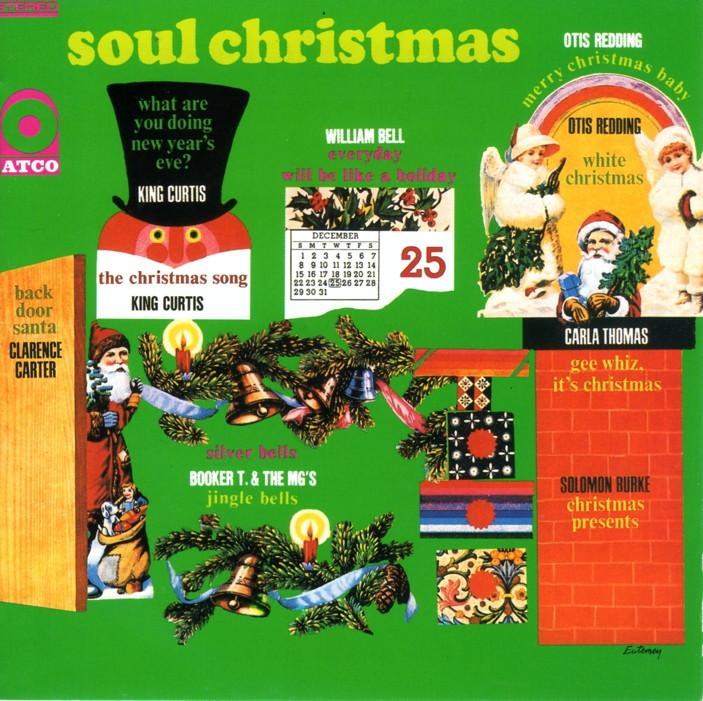 STEREO
soul christmas
ATCO
what are
you doing
new year's
eve?
KING CURTIS
the christmas song
KING CURTIS
WILLIAM BELL
everyday
will be like a holiday
DECEMBER
S M T W T F S
1 2 3 4 5 6 7
8 9 10 11 12 13 14
15 16 17 18 19 20 21
22 23 24 25 26 27 28
29 30 31
25
OTIS REDDING
merry christmas baby
OTIS REDDING
white
christmas
back
door
santa
CLARENCE
CARTER
silver bells
BOOKER T. & THE MG'S
jingle bells
CARLA THOMAS
gee whiz,
it's christmas
SOLOMON BURKE
christmas
presents